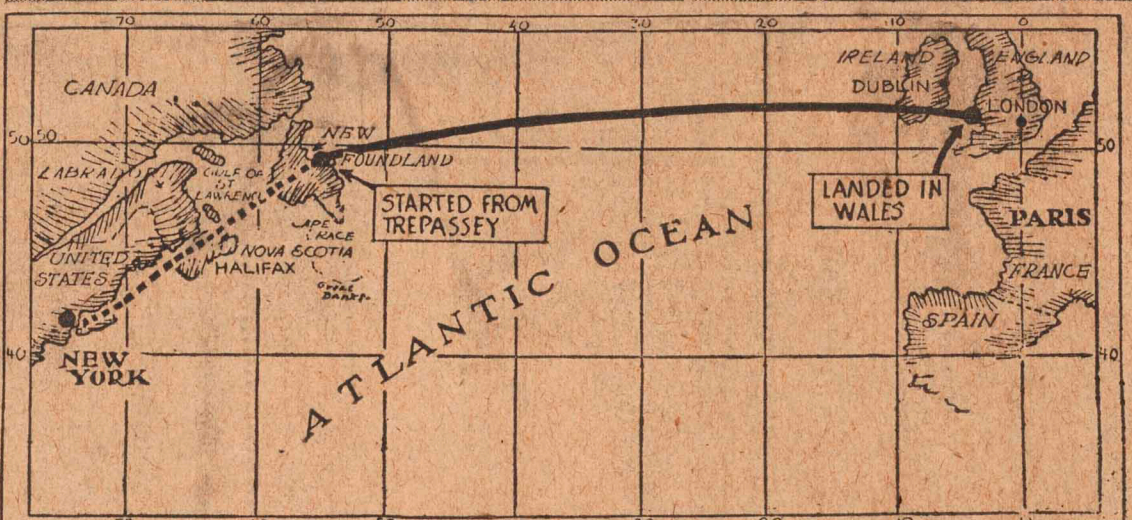 70 60 50 40 30 20 10 0
IRELAND
ENGLAND
DUBLIN
CANADA
LONDON
50 50
NEW
FOUNDLAND
50
LABRADOR
GULF OF
ST
LAWRENCE
STARTED FROM
TREPASSEY
LANDED IN
WALES
PARIS
RACE
NOVA SCOTIA
HALIFAX
UNITED
STATES
ATLANTIC OCEAN
FRANCE
SPAIN
40
NEW
YORK
40